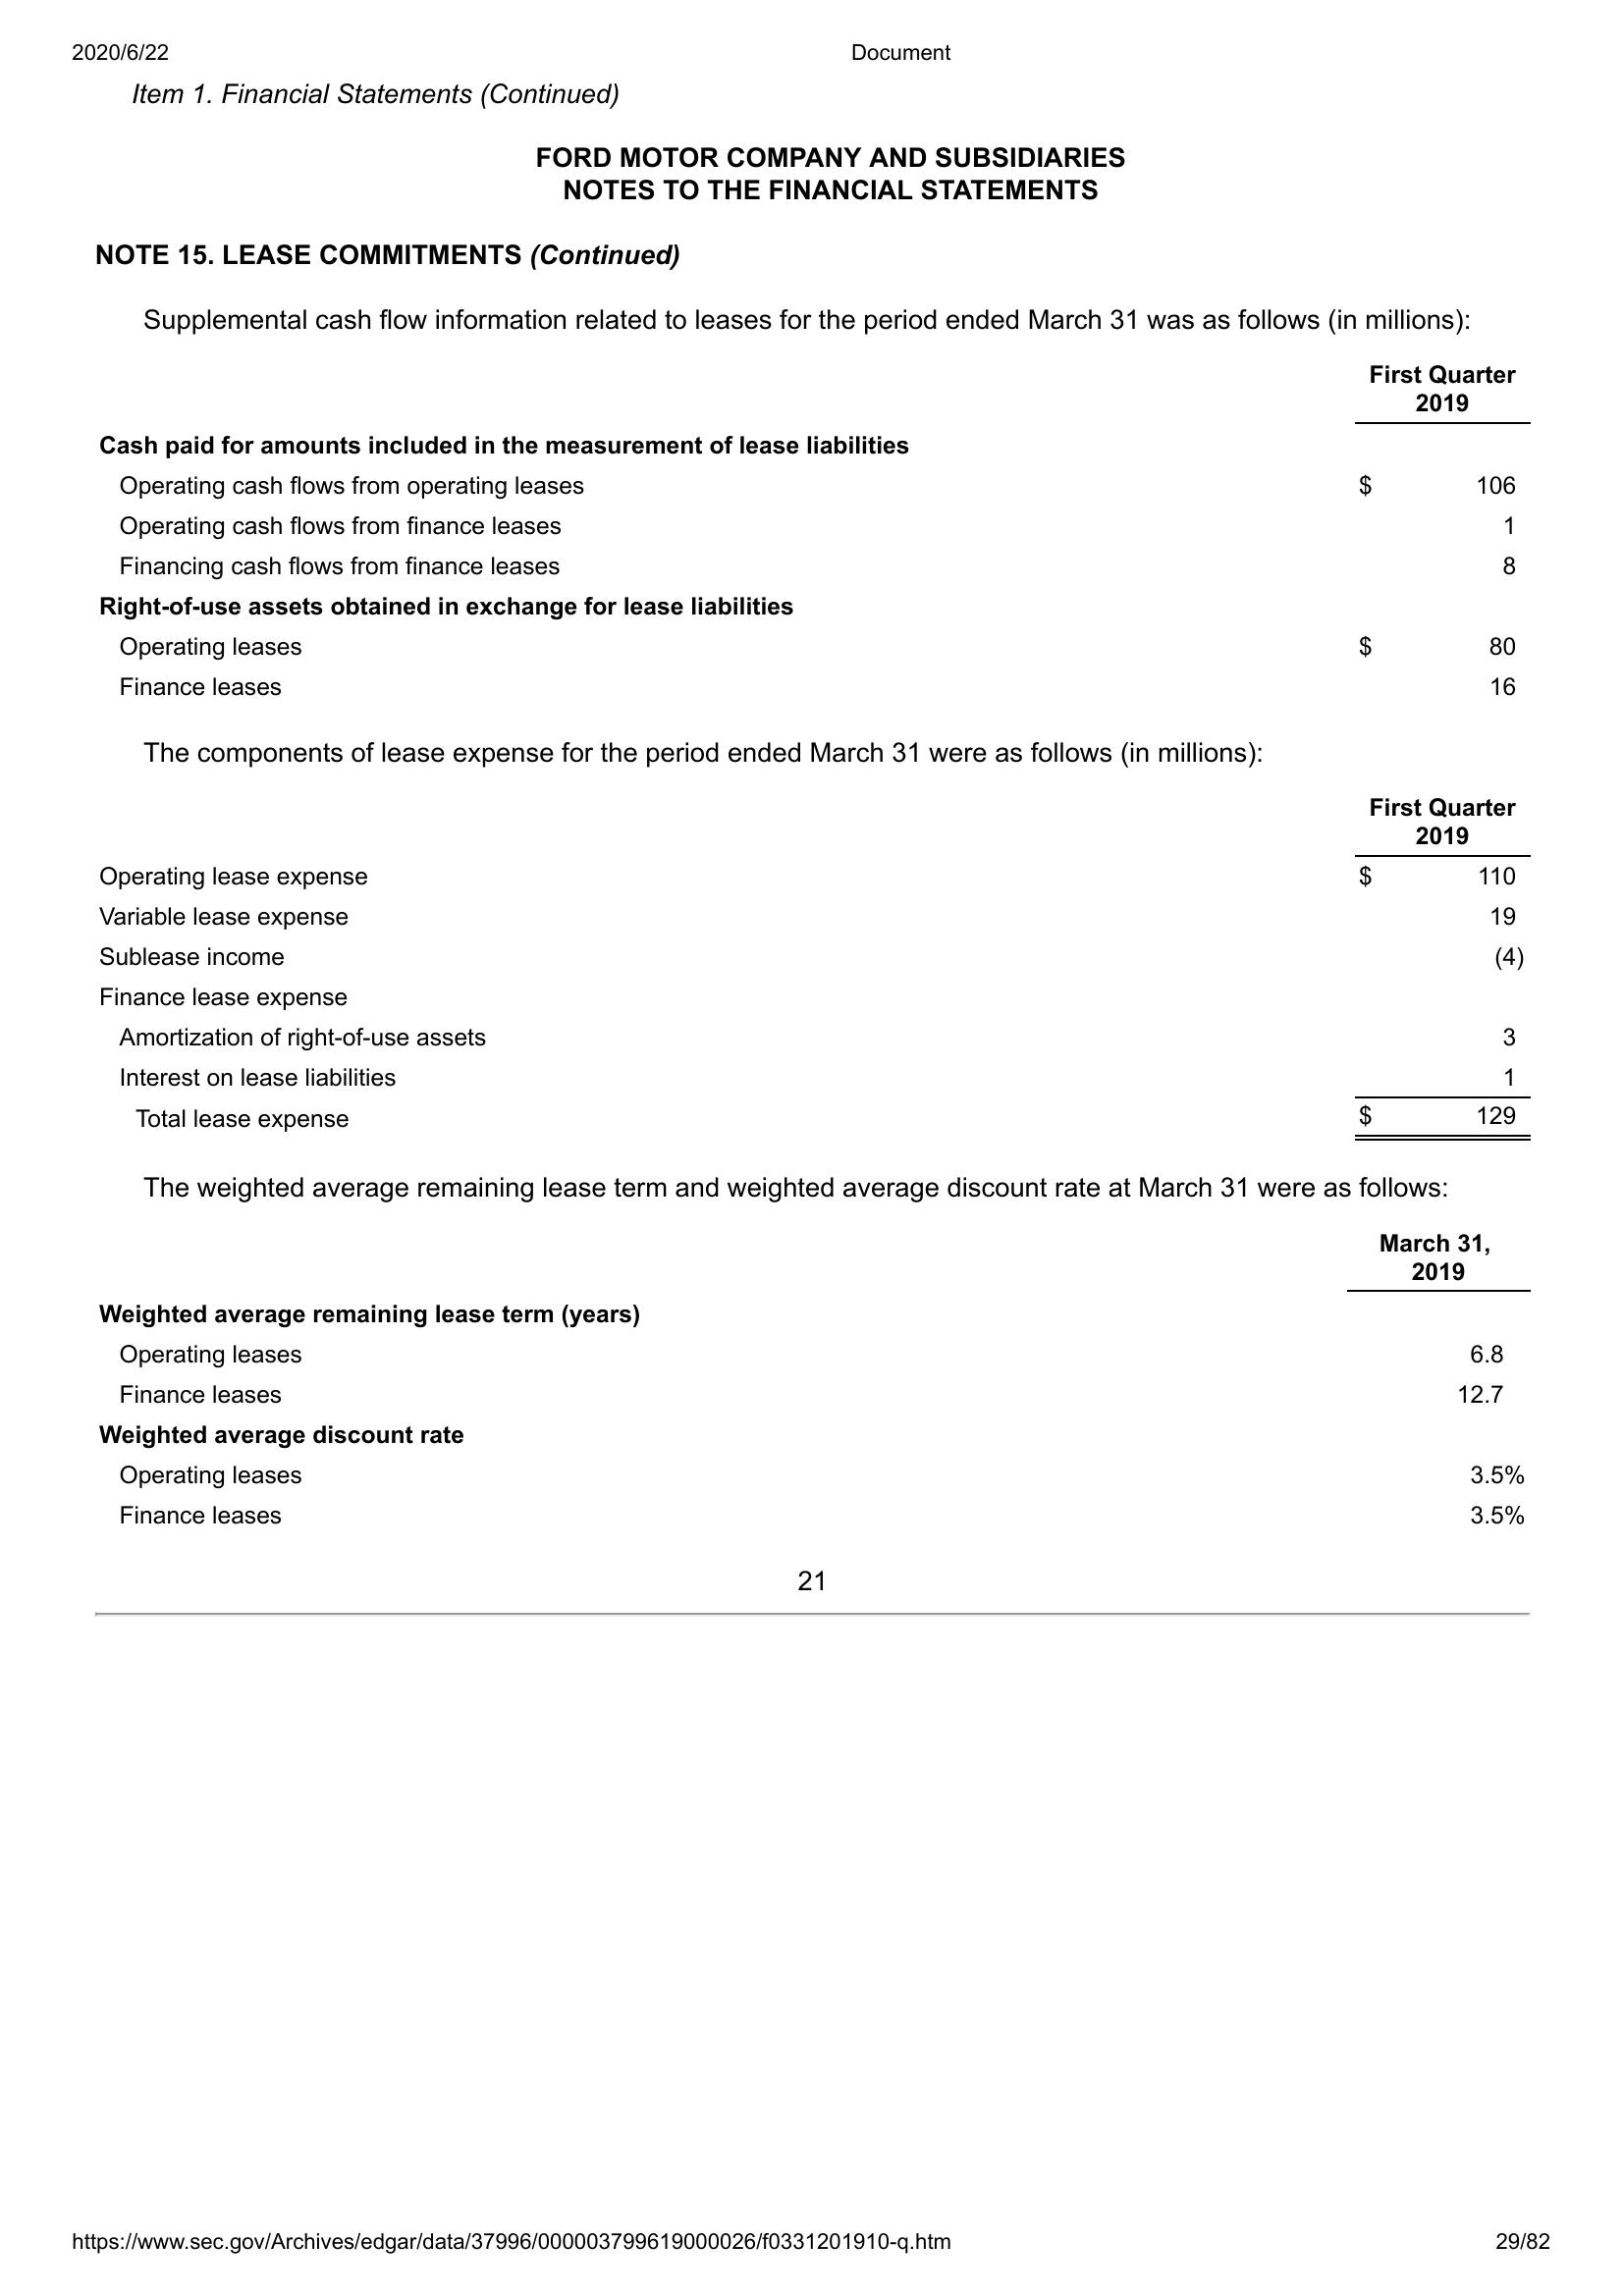 2020/6/22 Document
Item 1. Financial Statements (Continued)
FORD MOTOR COMPANY AND SUBSIDIARIES
NOTES TO THE FINANCIAL STATEMENTS
NOTE 15. LEASE COMMITMENTS (Continued)
Supplemental cash flow information related to leases for the period ended March 31 was as follows (in millions):
First Quarter
2019
Cash paid for amounts included in the measurement of lease liabilities
Operating cash flows from operating leases $ 106
Operating cash flows from finance leases 1
Financing cash flows from finance leases 8
Right-of-use assets obtained in exchange for lease liabilities
Operating leases $ 80
Finance leases 16
The components of lease expense for the period ended March 31 were as follows (in millions):
First Quarter
2019
Operating lease expense $ 110
Variable lease expense 19
Sublease income (4)
Finance lease expense
Amortization of right-of-use assets 3
Interest on lease liabilities 1
Total lease expense $ 129
The weighted average remaining lease term and weighted average discount rate at March 31 were as follows:
March 31,
2019
Weighted average remaining lease term (years)
Operating leases 6.8
Finance leases 12.7
Weighted average discount rate
Operating leases 3.5%
Finance leases 3.5%
21
https://www.sec.gov/Archives/edgar/data/37996/000003799619000026/f0331201910-q.htm 29/82